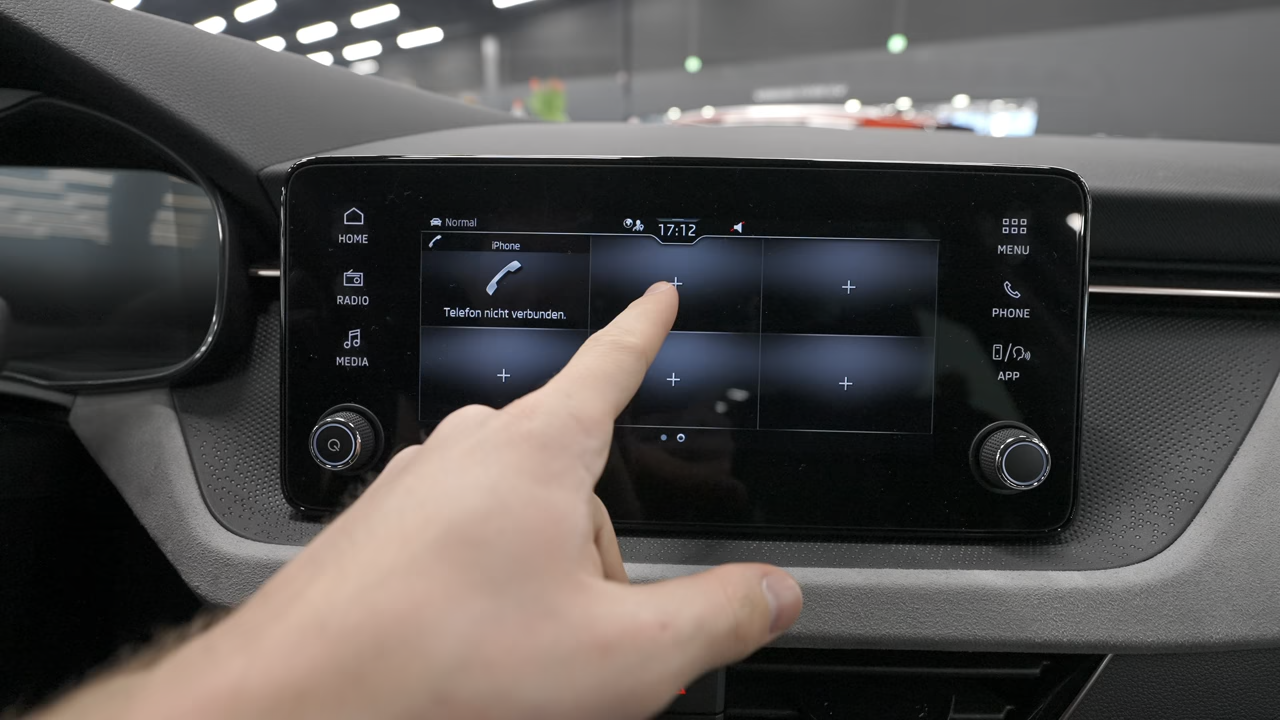 HOME
RADIO
MEDIA
Normal
17:12
iPhone
Telefon nicht verbunden.
MENU
PHONE
APP